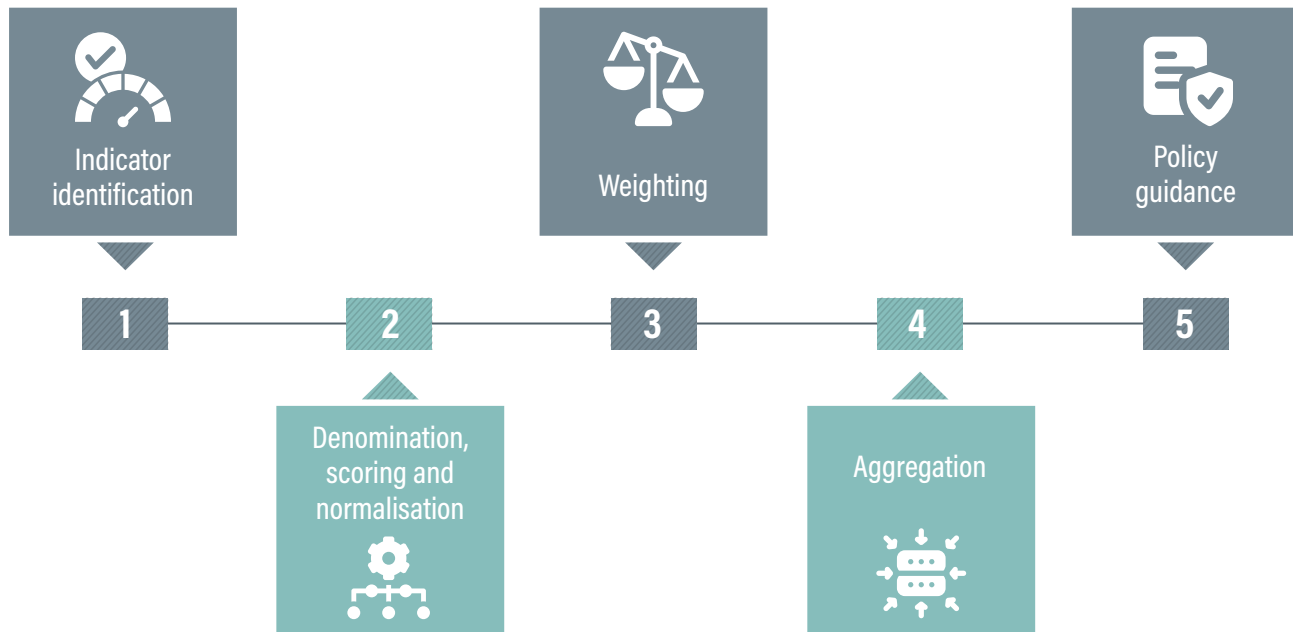 Indicator
identification
Weighting
Policy
guidance
1
2
3
4
5
Denomination,
scoring and
normalisation
Aggregation